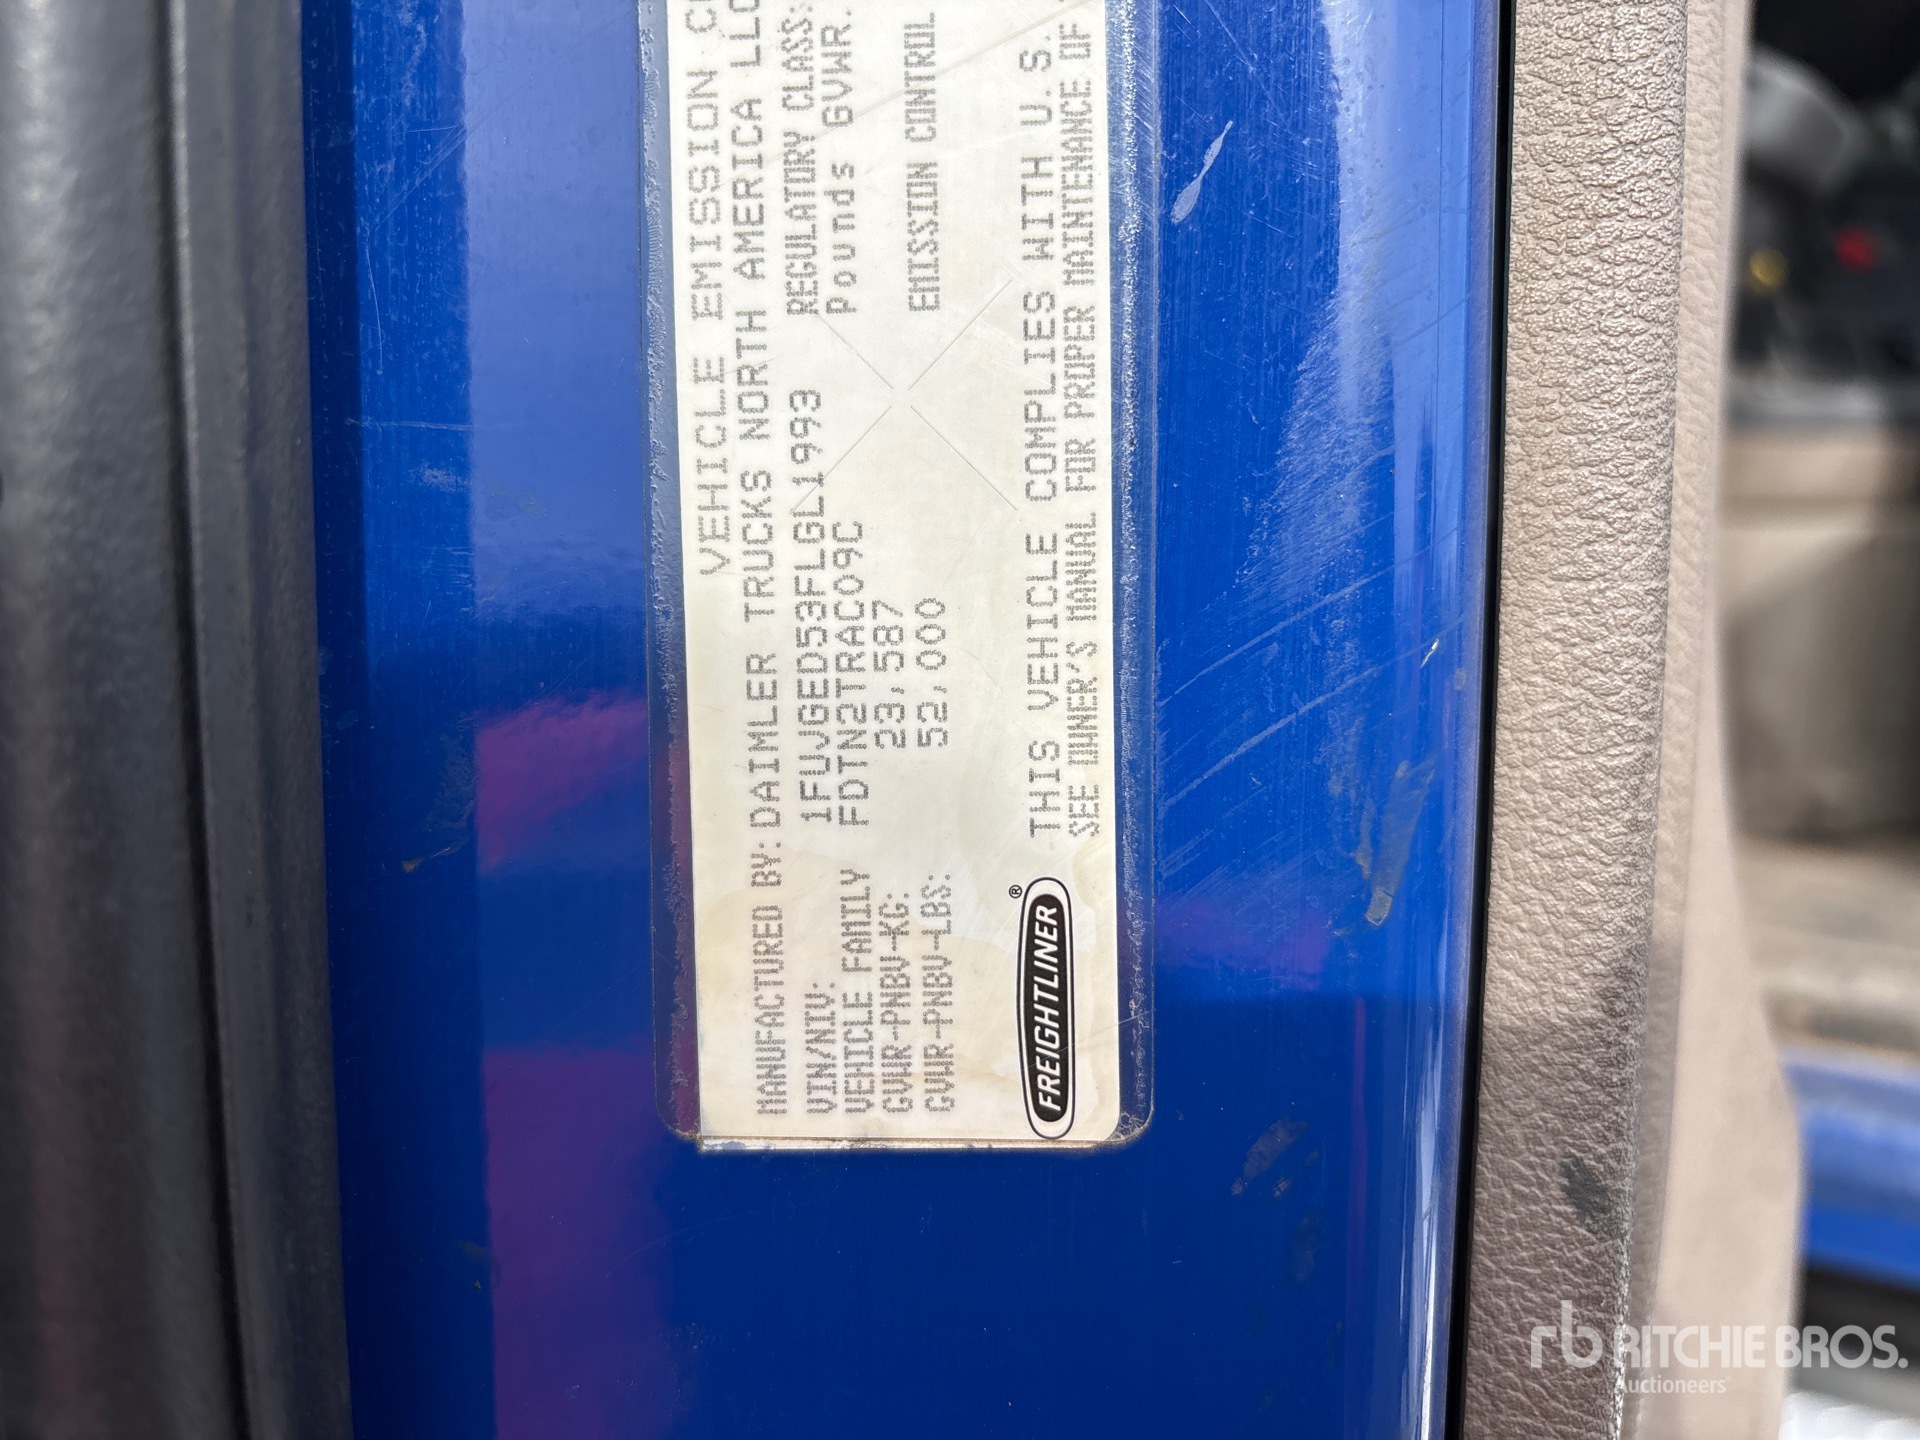 VEHICLE EMISSION
MANUFACTURED BY: DAIMLER TRUCKS NORTH AMERICA LLC
VIN/NIV: 1FUVGED53FLGL1993 REGULATORY CLASS:
VEHICLE FAMILY FDTN2TRAC09C Pounds GVWR.
GVWR-PNBV-KG: 23,587
GVWR-PNBV-LBS: 52,000 EMISSION CONTROL
THIS VEHICLE COMPLIES WITH U.S.
SEE OWNER'S MANUAL FOR PROPER MAINTENANCE OF
FREIGHTLINER®
rb RITCHIE BROS.
Auctioneers